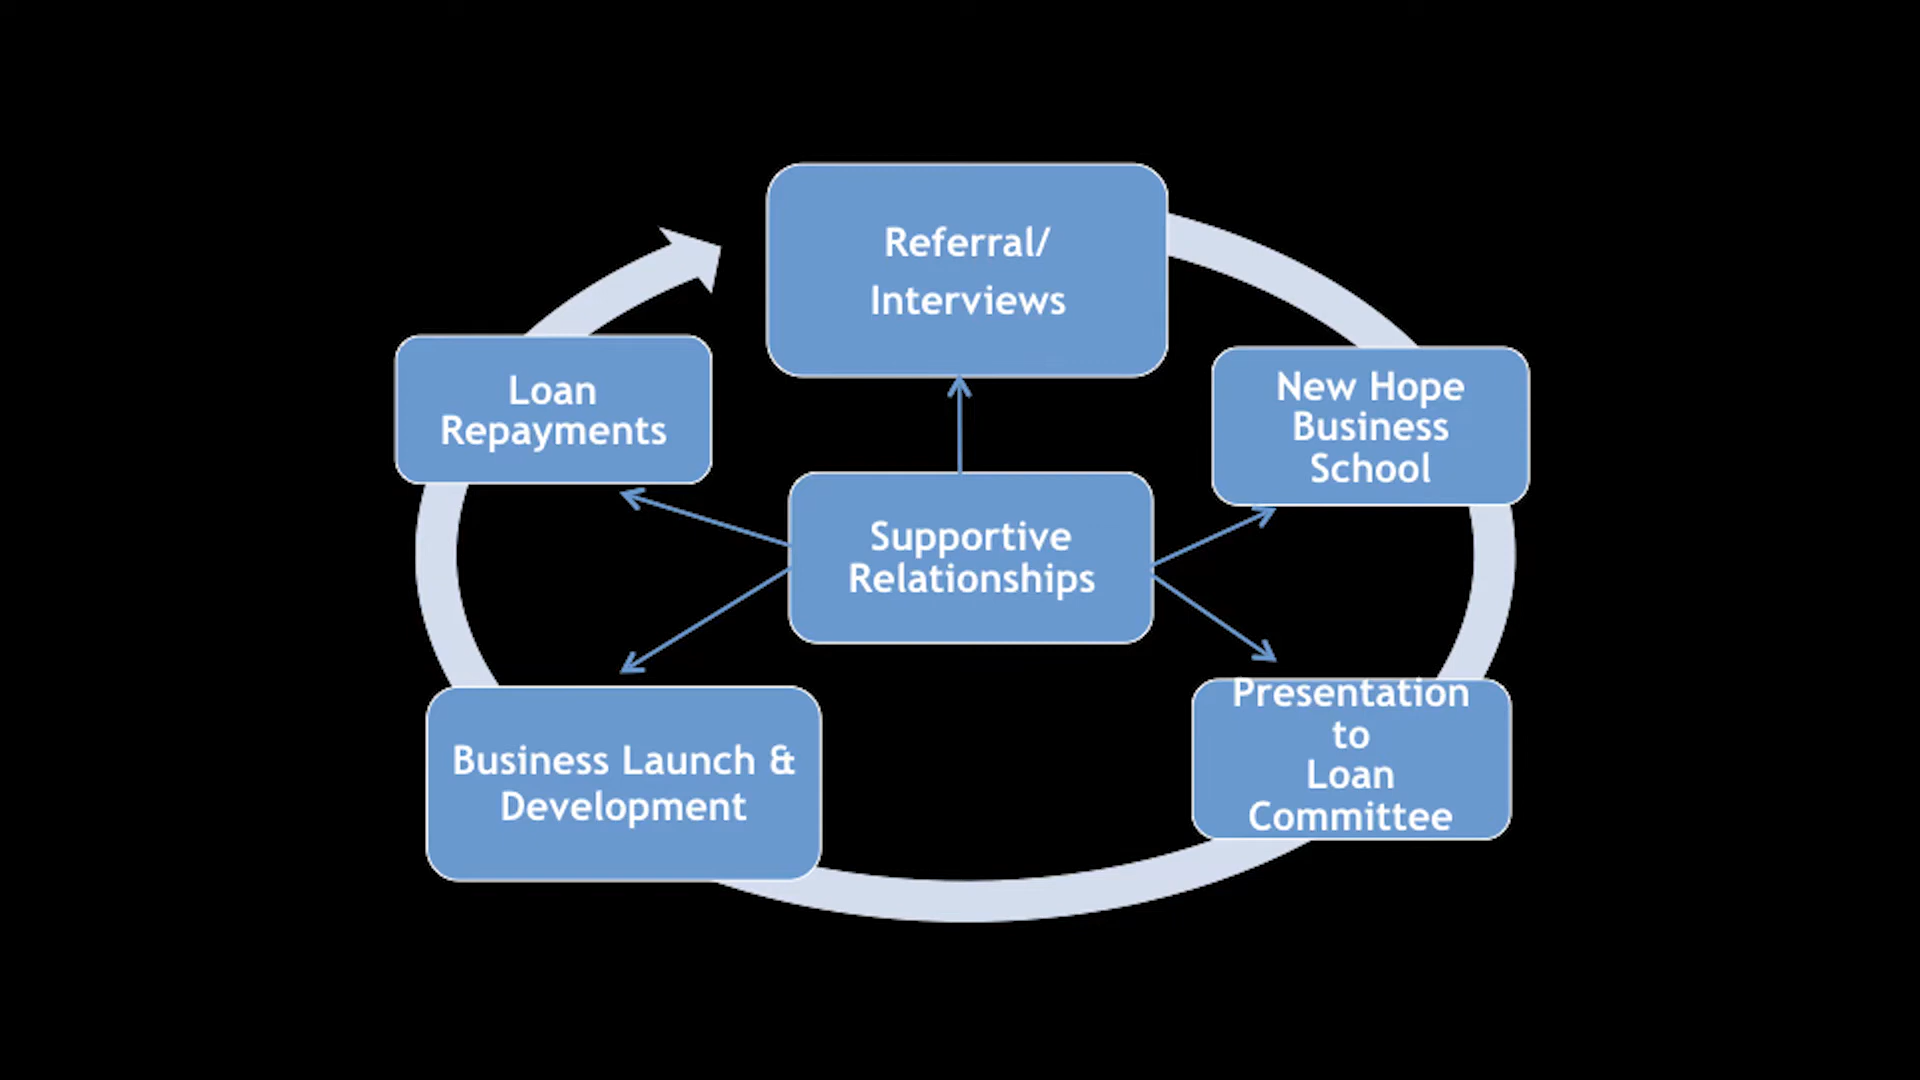 Referral/
Interviews
New Hope
Business
School
Presentation
to
Loan
Committee
Business Launch &
Development
Loan
Repayments
Supportive
Relationships